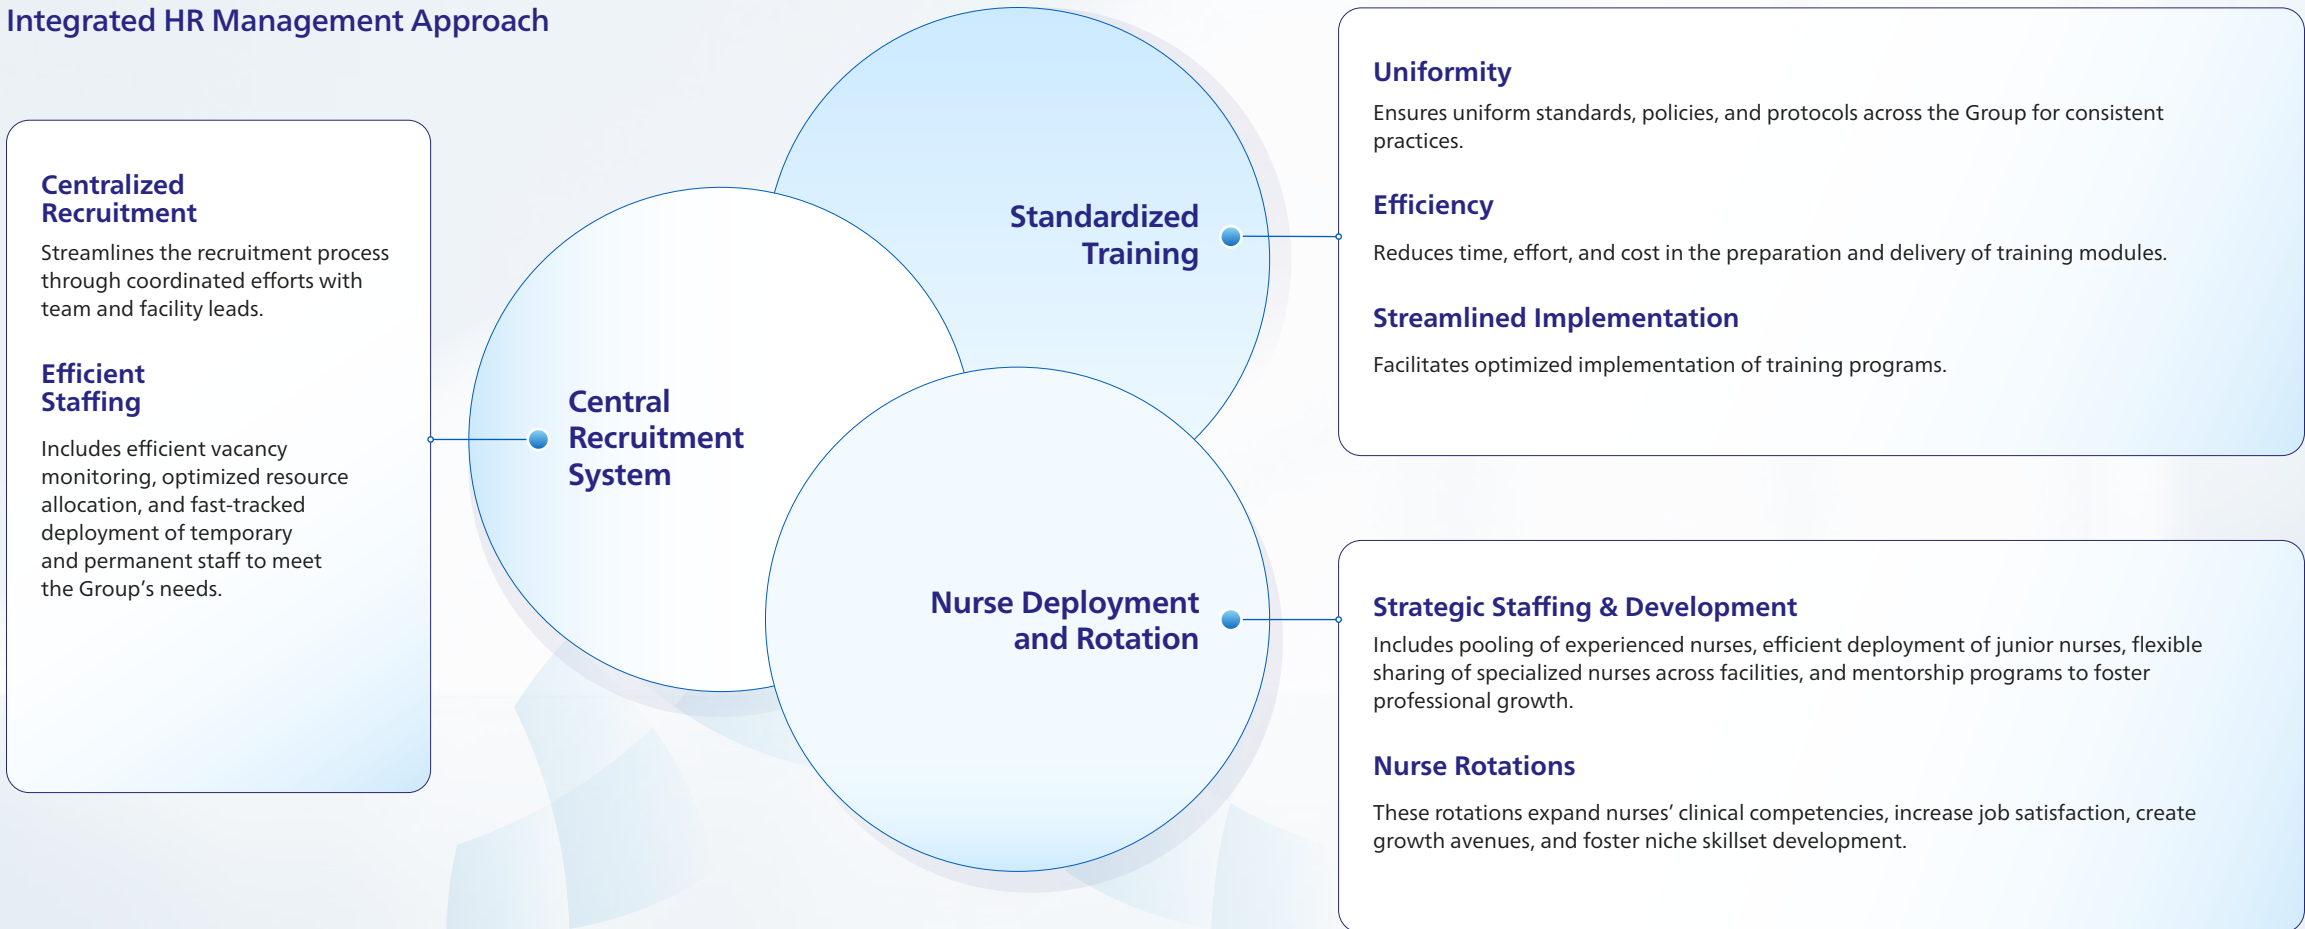 Integrated HR Management Approach
Centralized
Recruitment
Streamlines the recruitment process
through coordinated efforts with
team and facility leads.
Efficient
Staffing
Includes efficient vacancy
monitoring, optimized resource
allocation, and fast-tracked
deployment of temporary
and permanent staff to meet
the Group’s needs.
Central
Recruitment
System
Standardized
Training
Nurse Deployment
and Rotation
Uniformity
Ensures uniform standards, policies, and protocols across the Group for consistent
practices.
Efficiency
Reduces time, effort, and cost in the preparation and delivery of training modules.
Streamlined Implementation
Facilitates optimized implementation of training programs.
Strategic Staffing & Development
Includes pooling of experienced nurses, efficient deployment of junior nurses, flexible
sharing of specialized nurses across facilities, and mentorship programs to foster
professional growth.
Nurse Rotations
These rotations expand nurses’ clinical competencies, increase job satisfaction, create
growth avenues, and foster niche skillset development.